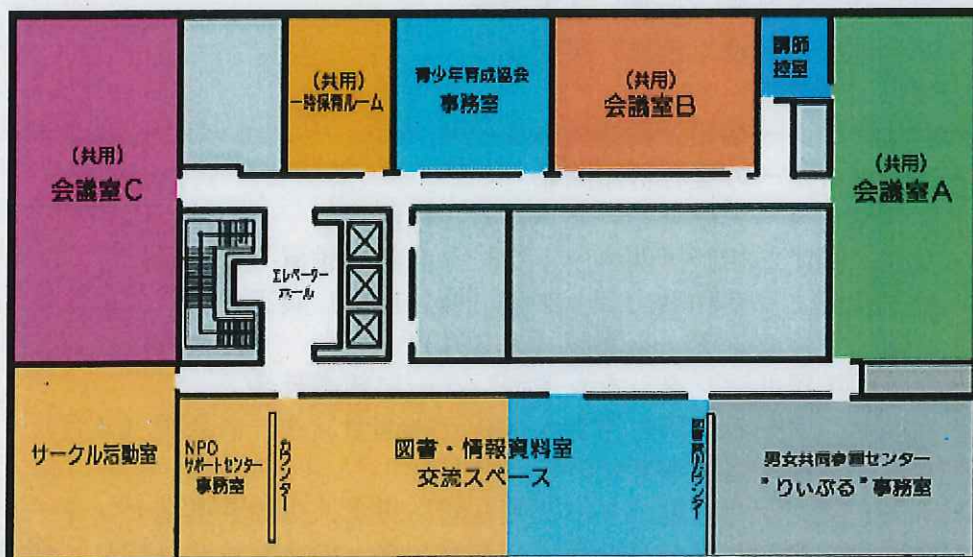 (共用)
一時保育ルーム
青少年育成協会
事務室
(共用)
会議室B
講師
控室
(共用)
会議室C
(共用)
会議室A
エレベーター
ホール
サークル活動室
NPO
サポートセンター
事務室
カウンター
図書・情報資料室
交流スペース
図書貸出カウンター
男女共同参画センター
"りぃぶる"事務室